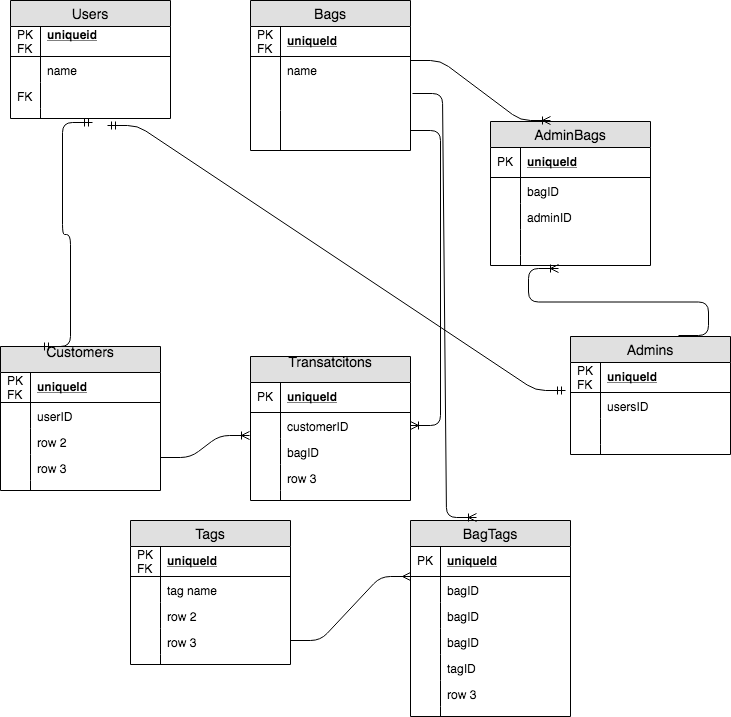 Users
PK
FK
uniqueid
name
FK
Bags
PK
FK
uniqueId
name
AdminBags
PK
uniqueId
bagID
adminID
Customers
PK
FK
uniqueId
userID
row 2
row 3
Transatcitons
PK
uniqueId
customerID
bagID
row 3
Admins
PK
FK
uniqueId
usersID
Tags
PK
FK
uniqueId
tag name
row 2
row 3
BagTags
PK
uniqueId
bagID
bagID
bagID
tagID
row 3